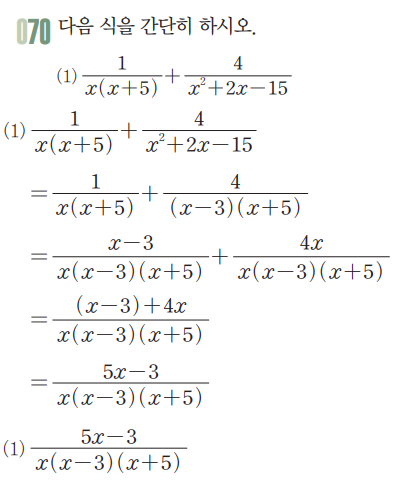 070 다음 식을 간단히 하시오.
(1) 1/x(x+5) + 4/x²+2x−15
(1) 1/x(x+5) + 4/x²+2x−15
= 1/x(x+5) + 4/(x−3)(x+5)
= x−3/x(x−3)(x+5) + 4x/x(x−3)(x+5)
= (x−3)+4x/x(x−3)(x+5)
= 5x−3/x(x−3)(x+5)
(1) 5x−3/x(x−3)(x+5)